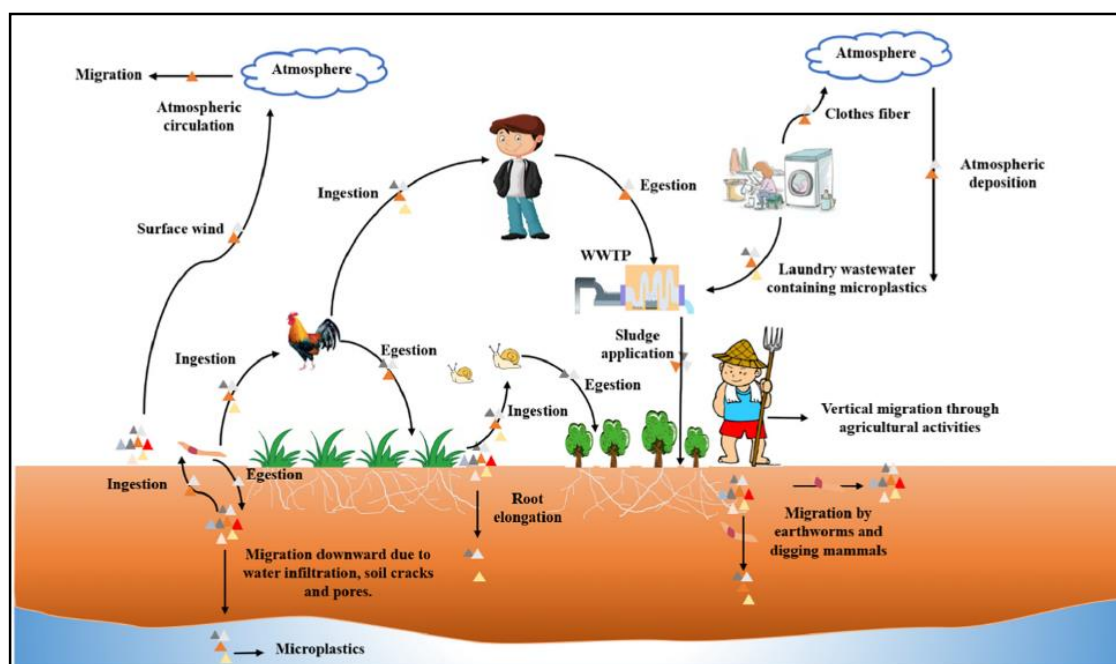 Atmosphere
Migration
Atmospheric
circulation
Surface wind
Atmosphere
Clothes fiber
Atmospheric
deposition
Ingestion
Egestion
WWTP
Laundry wastewater
containing microplastics
Sludge
application
Ingestion
Egestion
Egestion
Ingestion
Vertical migration through
agricultural activities
Ingestion
Egestion
Root
elongation
Migration by
earthworms and
digging mammals
Migration downward due to
water infiltration, soil cracks
and pores.
Microplastics